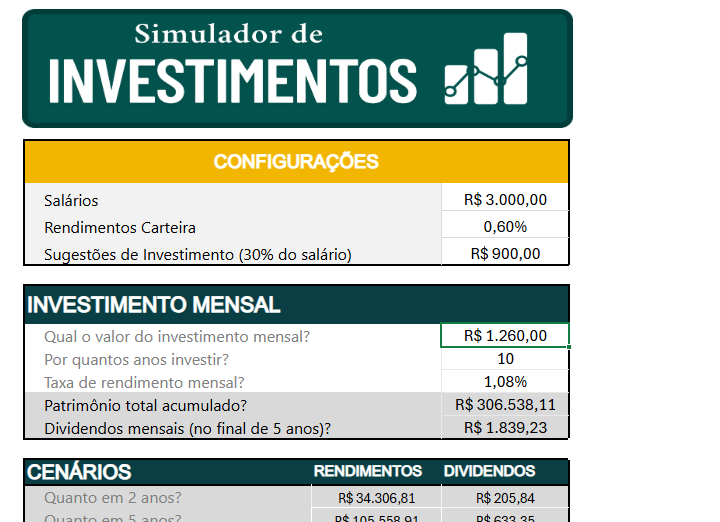 Simulador de
INVESTIMENTOS
CONFIGURAÇÕES
Salários R$ 3.000,00
Rendimentos Carteira 0,60%
Sugestões de Investimento (30% do salário) R$ 900,00
INVESTIMENTO MENSAL
Qual o valor do investimento mensal? R$ 1.260,00
Por quantos anos investir? 10
Taxa de rendimento mensal? 1,08%
Patrimônio total acumulado? R$ 306.538,11
Dividendos mensais (no final de 5 anos)? R$ 1.839,23
CENÁRIOS RENDIMENTOS DIVIDENDOS
Quanto em 2 anos? R$ 34.306,81 R$ 205,84
Quanto em 5 anos? R$ 105.558,91 R$ 633,35